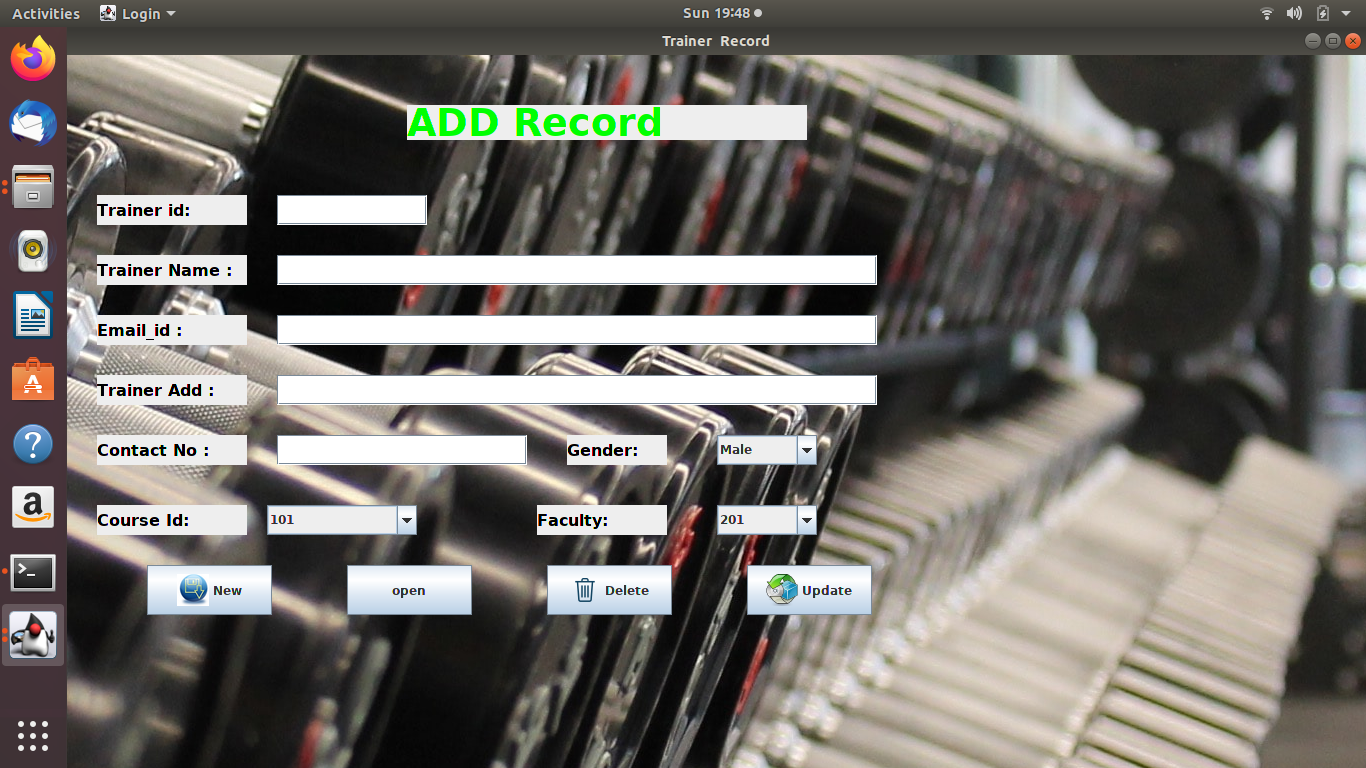 Activities Login Sun 19:48
Trainer Record
ADD Record
Trainer id:
Trainer Name :
Email_id :
Trainer Add :
Contact No : Gender: Male
Course Id: 101 Faculty: 201
New open Delete Update